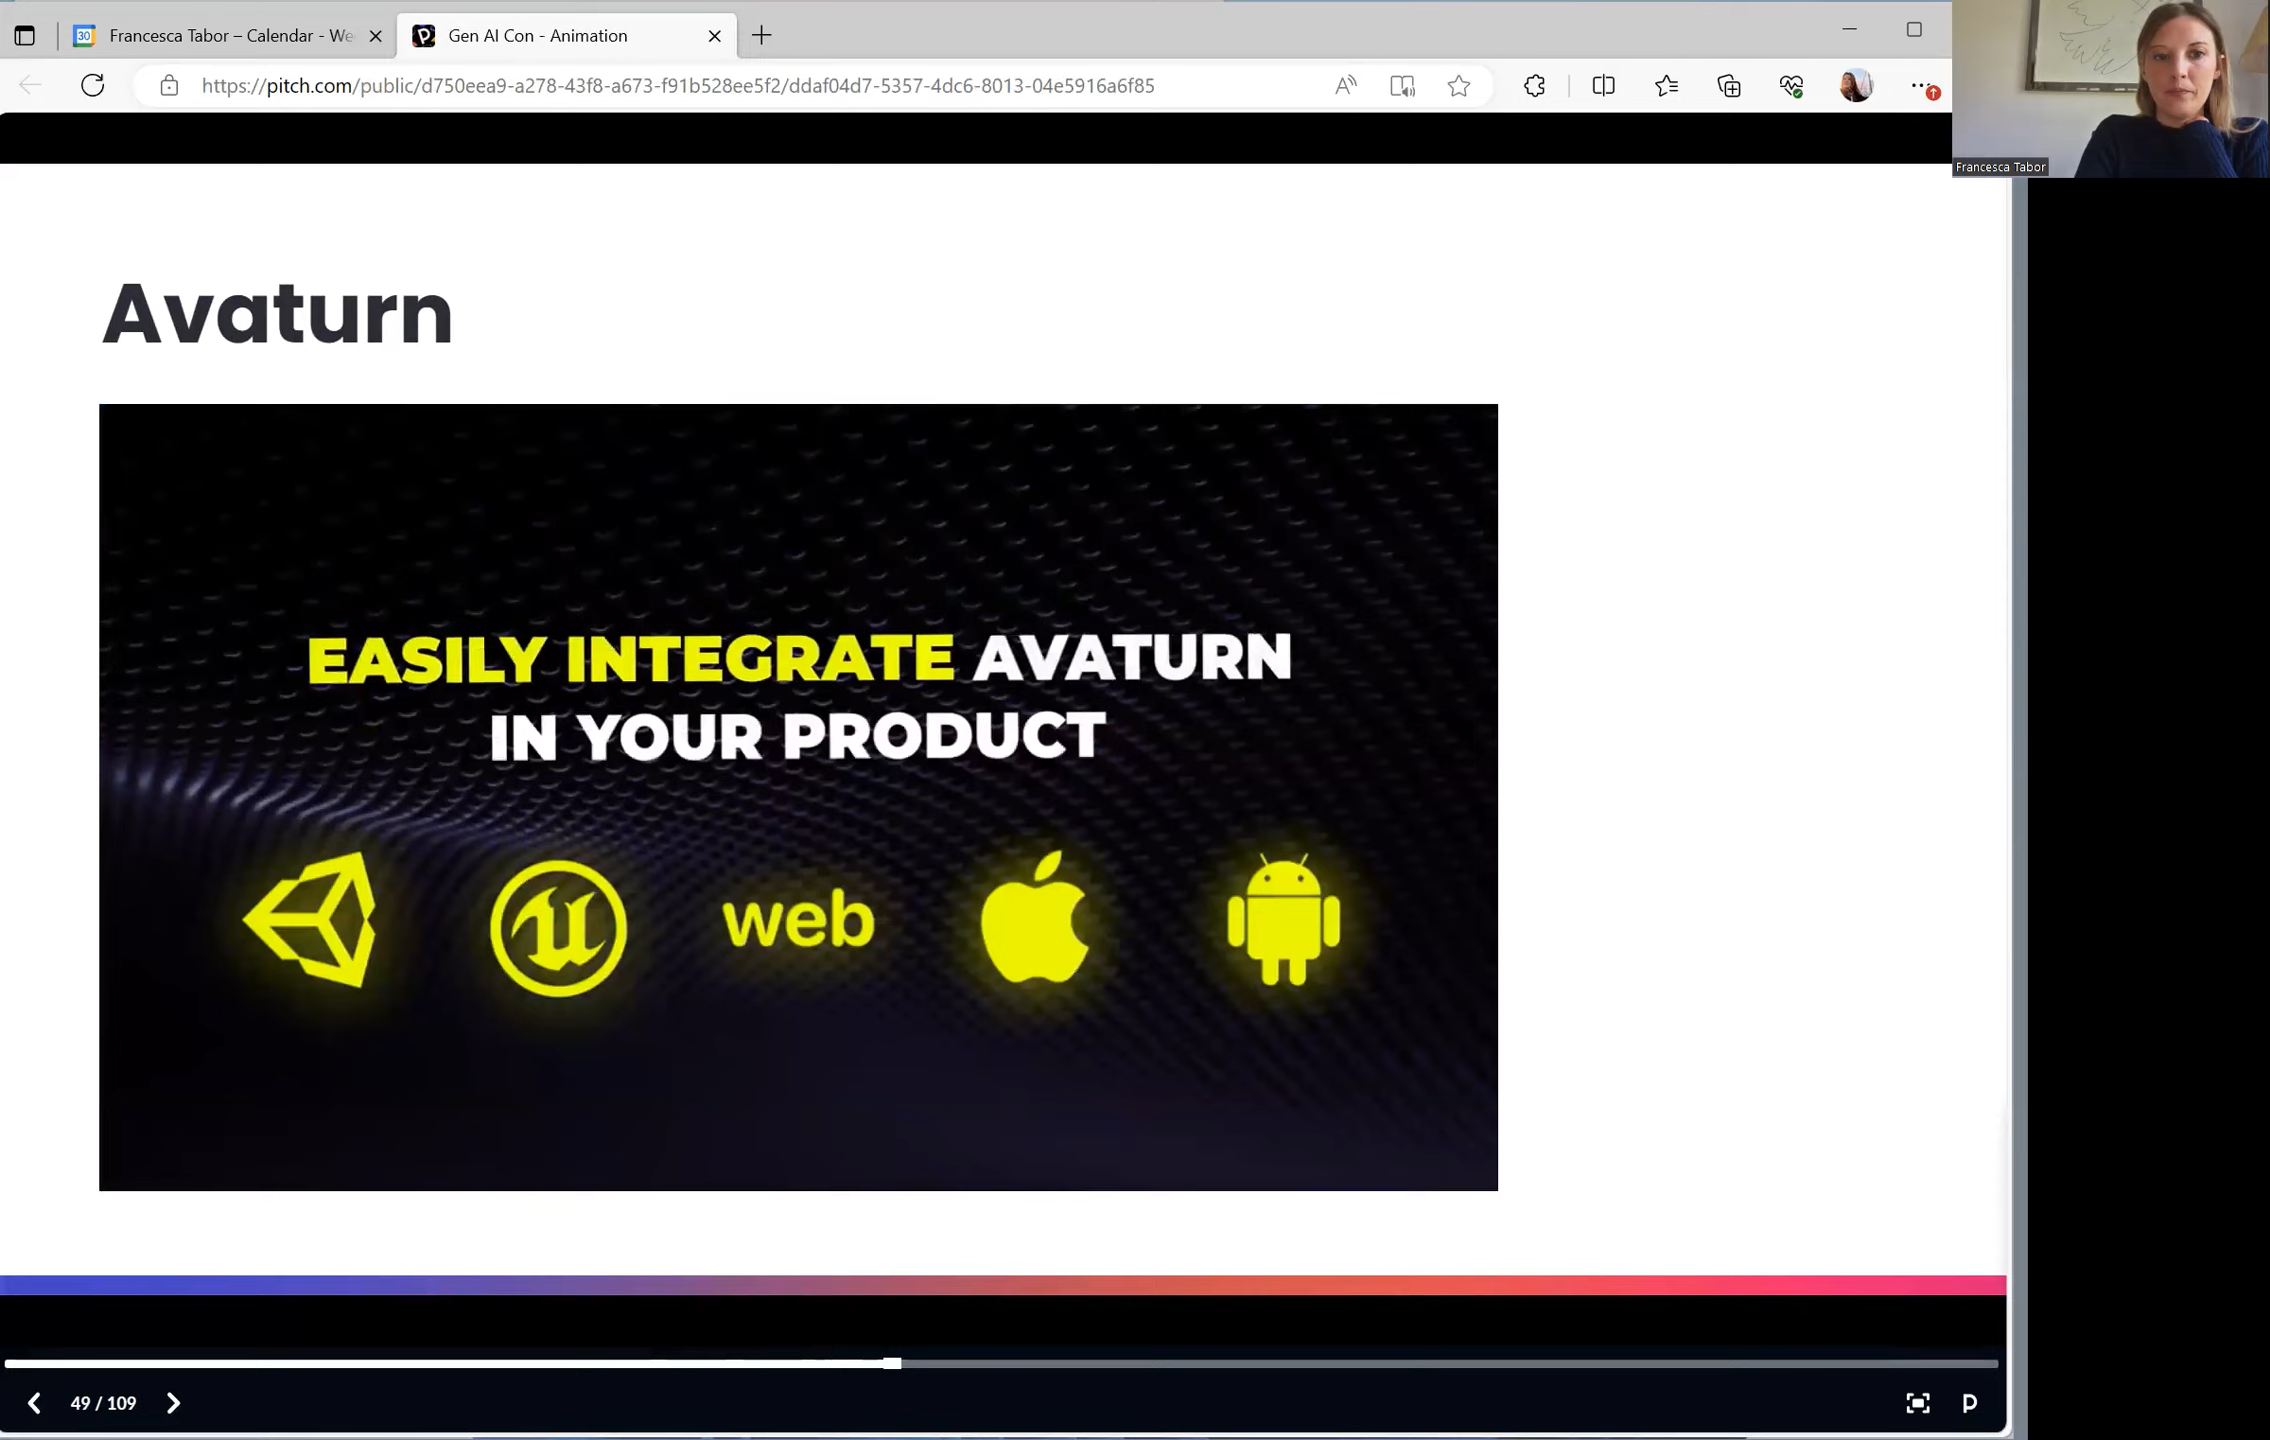 30 Francesca Tabor – Calendar - We
Gen AI Con - Animation
https://pitch.com/public/d750eea9-a278-43f8-a673-f91b528ee5f2/ddaf04d7-5357-4dc6-8013-04e5916a6f85
Francesca Tabor
Avaturn
EASILY INTEGRATE AVATURN
IN YOUR PRODUCT
web
49 / 109